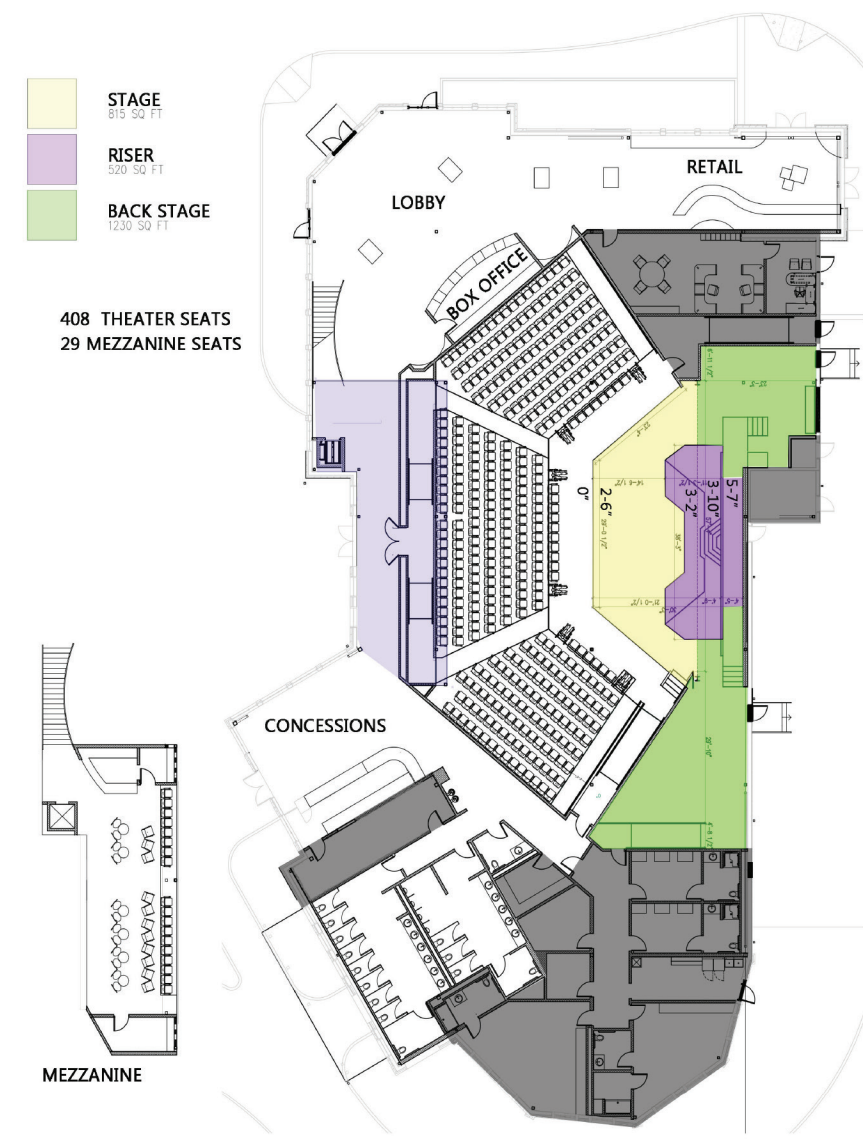 STAGE
815 SQ FT
RISER
520 SQ FT
BACK STAGE
1230 SQ FT
408 THEATER SEATS
29 MEZZANINE SEATS
LOBBY
RETAIL
BOX OFFICE
0"
2-6"
3-2"
3-10"
5-7"
CONCESSIONS
MEZZANINE